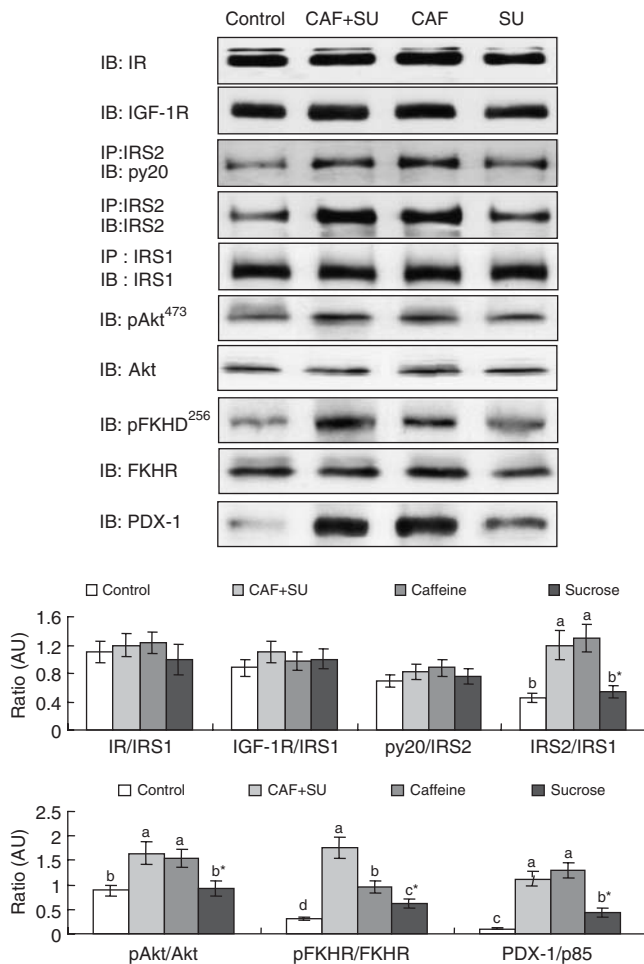 Control CAF+SU CAF SU
IB: IR
IB: IGF-1R
IP:IRS2
IB: py20
IP:IRS2
IB:IRS2
IP : IRS1
IB : IRS1
IB: pAkt473
IB: Akt
IB: pFKHD256
IB: FKHR
IB: PDX-1
Control CAF+SU Caffeine Sucrose
Ratio (AU)
1.6
1.2
0.8
0.4
0
a a
b b*
IR/IRS1 IGF-1R/IRS1 py20/IRS2 IRS2/IRS1
Control CAF+SU Caffeine Sucrose
Ratio (AU)
2.5
2
1.5
1
0.5
0
b a a b*
d a b c*
c a a b*
pAkt/Akt pFKHR/FKHR PDX-1/p85